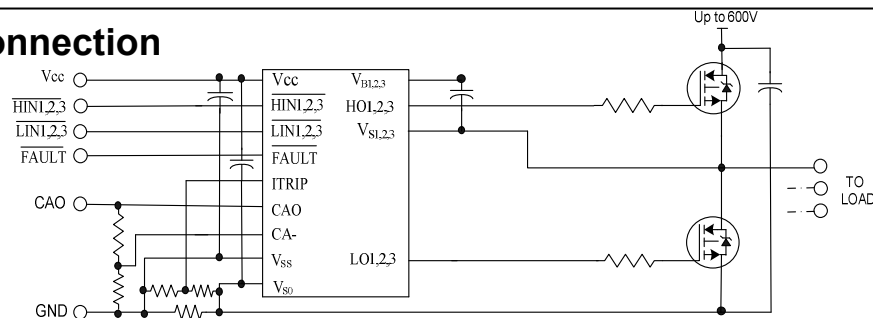 onnection
Up to 600V
Vcc
HIN1,2,3
LIN1,2,3
FAULT
CAO
GND
Vcc
HIN1,2,3
LIN1,2,3
FAULT
ITRIP
CAO
CA-
VSS
VS0
VB1,2,3
HO1,2,3
VS1,2,3
LO1,2,3
TO
LOAD